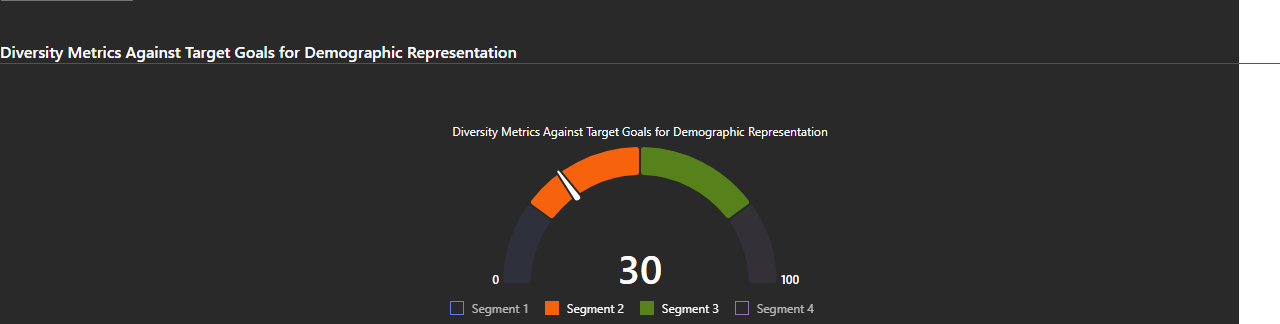 Diversity Metrics Against Target Goals for Demographic Representation
Diversity Metrics Against Target Goals for Demographic Representation
30
0
100
Segment 1 Segment 2 Segment 3 Segment 4